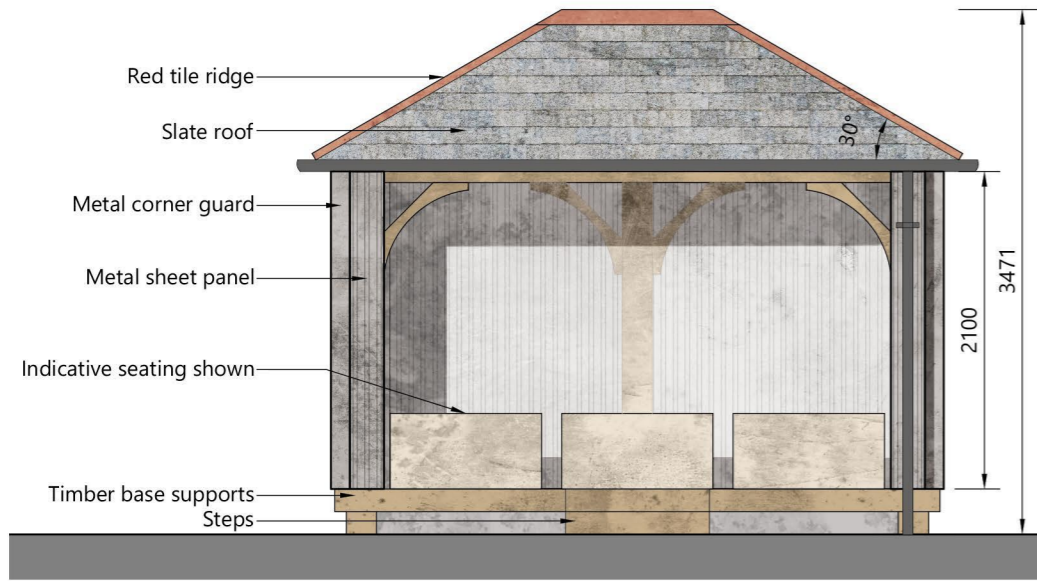 Red tile ridge
Slate roof
30°
Metal corner guard
Metal sheet panel
2100
3471
Indicative seating shown
Timber base supports
Steps